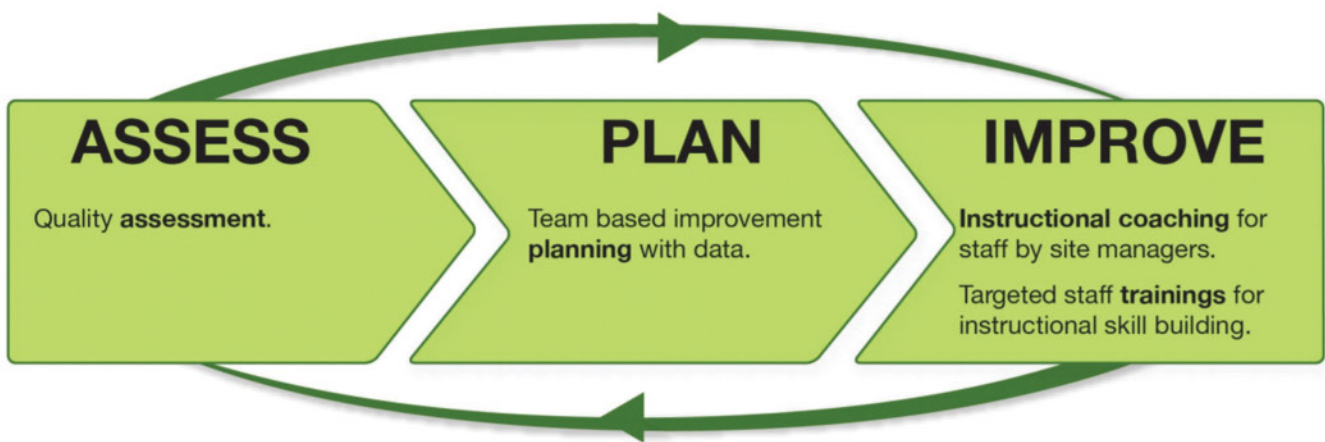 ASSESS
Quality assessment.
PLAN
Team based improvement
planning with data.
IMPROVE
Instructional coaching for
staff by site managers.
Targeted staff trainings for
instructional skill building.